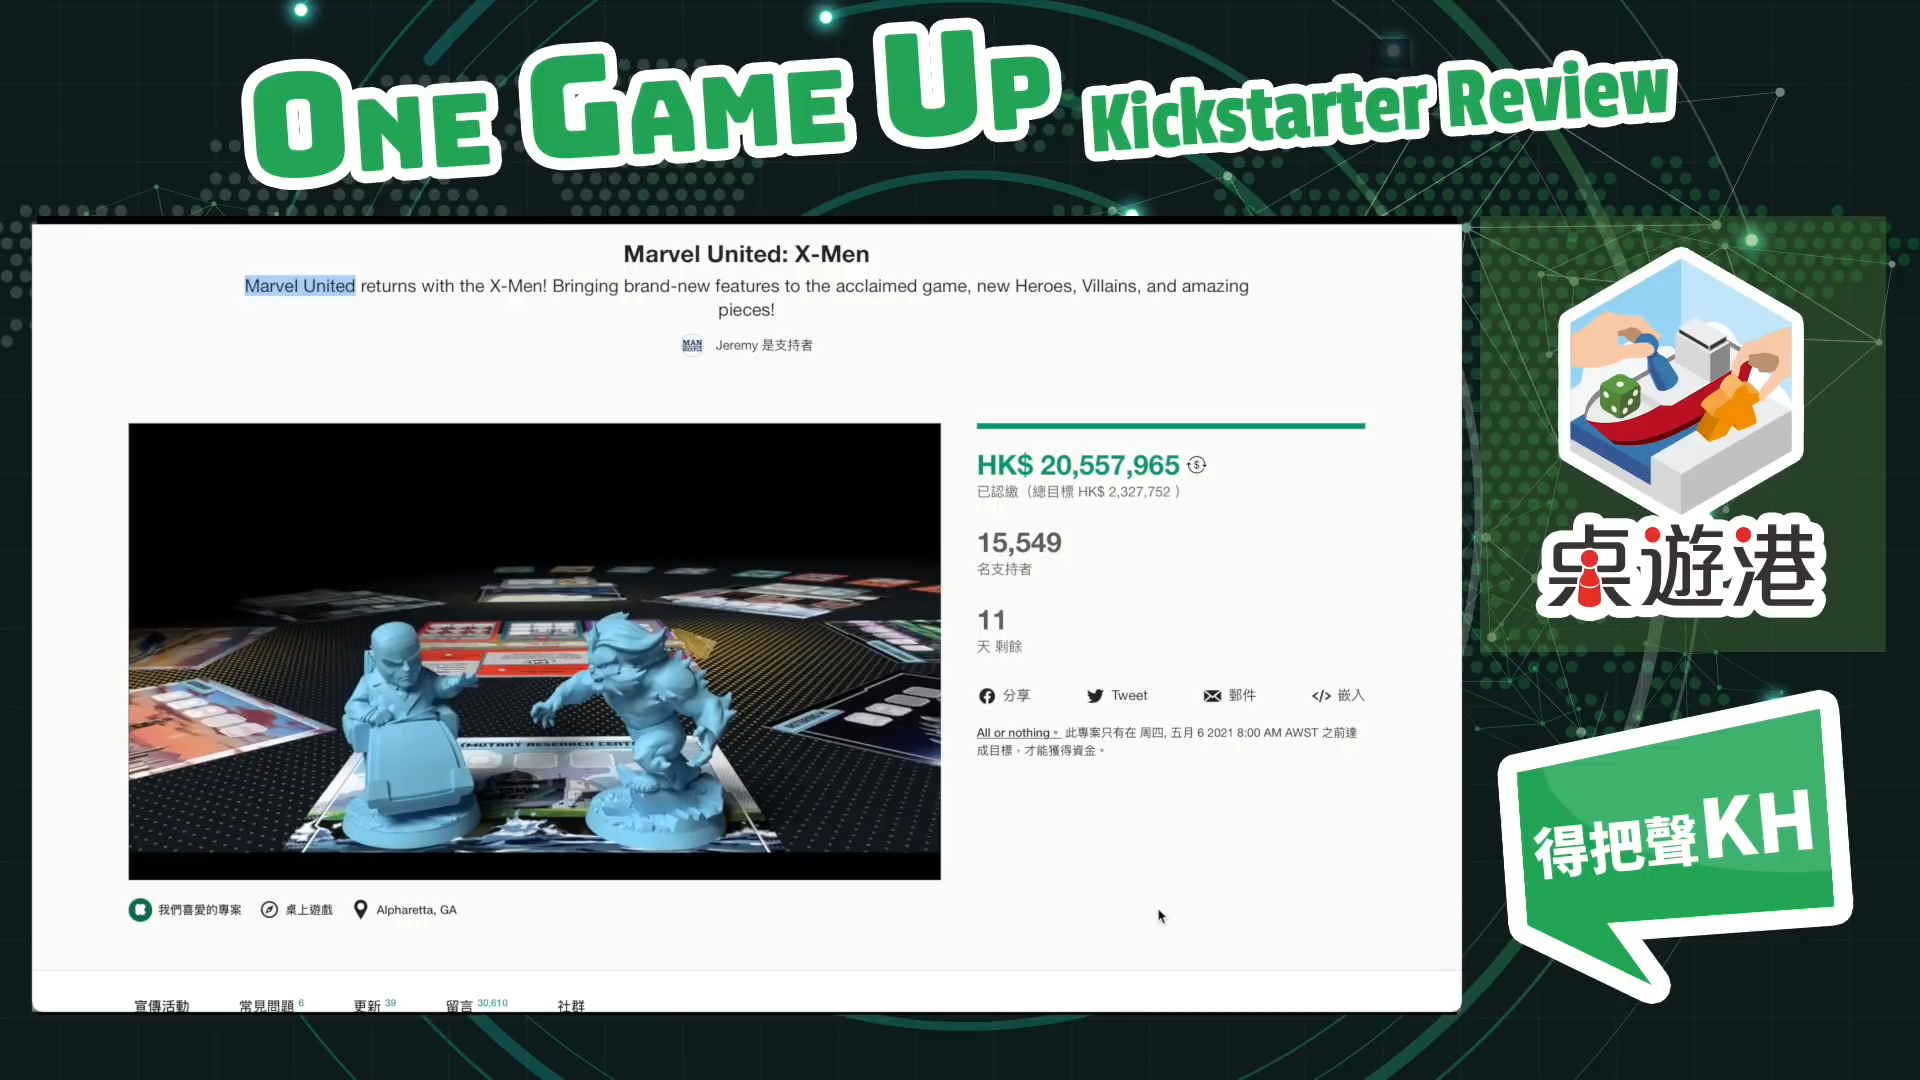 ONE GAME UP Kickstarter Review
Marvel United: X-Men
Marvel United returns with the X-Men! Bringing brand-new features to the acclaimed game, new Heroes, Villains, and amazing
pieces!
Jeremy 是支持者
HK$ 20,557,965
已認繳（總目標 HK$ 2,327,752 ）
15,549
名支持者
11
天 剩餘
分享 Tweet 郵件 </> 嵌入
All or nothing。 此專案只有在 周四, 五月 6 2021 8:00 AM AWST 之前達
成目標，才能獲得資金。
(MUTANT RESEARCH CENT
我們喜愛的專案 桌上遊戲 Alpharetta, GA
宣傳活動 常見問題 6 更新 39 留言 30,610 社群
桌遊港
得把聲KH